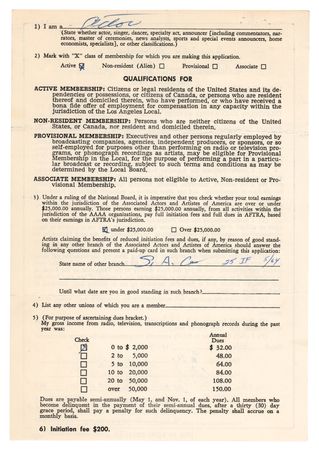 1) I am a Actor
(State whether actor, singer, dancer, specialty act, announcer [including commentators, nar-
rators, master of ceremonies, news analysts, sports and special events announcers, home
economists, specialists], or other classifications.)
2) Mark with "X" class of membership for which you are making this application.
Active ☑ Non-resident (Alien) ☐ Provisional ☐ Associate ☐
QUALIFICATIONS FOR
ACTIVE MEMBERSHIP: Citizens or legal residents of the United States and its de-
pendencies or possessions, or citizens of Canada, or persons who are resident
thereof and domiciled therein, who have performed, or who have received a
bona fide offer of employment for compensation in any capacity within the
jurisdiction of the Los Angeles Local.
NON-RESIDENT MEMBERSHIP: Persons who are neither citizens of the United
States, or Canada, nor resident and domiciled therein.
PROVISIONAL MEMBERSHIP: Executives and other persons regularly employed by
broadcasting companies, agencies, independent producers, or sponsors, or so
self employed for purposes other than performing on radio or television pro-
grams, or phonograph recordings and discs, may be eligible for Provisional
Membership in the Local, for the purpose of performing in a part in a particu-
lar broadcast or recording, subject to such terms and conditions as may be
determined by the Local Board.
ASSOCIATE MEMBERSHIP: All persons not eligible to Active, Non-resident or Pro-
visional Membership.
3) Under a ruling of the National Board, it is imperative that you check whether your total earnings
within the jurisdiction of the Associated Actors and Artistes of America are over or under
$25,000.00 annually. Those persons earning $25,000.00 annually, from all activities within the
jurisdiction of the AAAA organizations, pay full initiation fees and full dues in AFTRA, based
on their earnings in AFTRA's jurisdiction.
☑ under $25,000.00 ☐ Over $25,000.00
Artists claiming the benefits of reduced initiation fees and dues, if any, by reason of good stand-
ing in any other branch of the Associated Actors and Artistes of America should answer the
following questions and present a paid-up card in such branch when submitting this application:
State name of other branch 25 IF 5/64
Until what date are you in good standing in such branch?
4) List any other unions of which you are a member
5) (For purpose of ascertaining dues bracket.)
My gross income from radio, television, transcriptions and phonograph records during the past
year was:
Check Annual Dues
☑ 0 to $ 2,000 $ 32.00
☐ 2 to 5,000 48.00
☐ 5 to 10,000 64.00
☐ 10 to 20,000 84.00
☐ 20 to 50,000 108.00
☐ over 50,000 150.00
Dues are payable semi-annually (May 1, and Nov. 1, of each year). All members who
become delinquent in the payment of their semi-annual dues, after a thirty (30) day
grace period, shall pay a penalty for such delinquency. The penalty shall accrue on a
monthly basis.
6) Initiation fee $200.